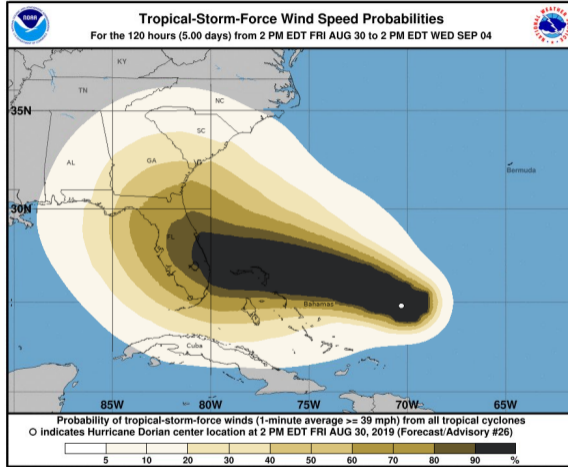 Tropical-Storm-Force Wind Speed Probabilities
For the 120 hours (5.00 days) from 2 PM EDT FRI AUG 30 to 2 PM EDT WED SEP 04
NOAA
KY
TN
NC
35N
SC
AL
GA
Bermuda
30N
FL
Bahamas
Cuba
85W 80W 75W 70W 65W
Probability of tropical-storm-force winds (1-minute average >= 39 mph) from all tropical cyclones
O indicates Hurricane Dorian center location at 2 PM EDT FRI AUG 30, 2019 (Forecast/Advisory #26)
5 10 20 30 40 50 60 70 80 90 %